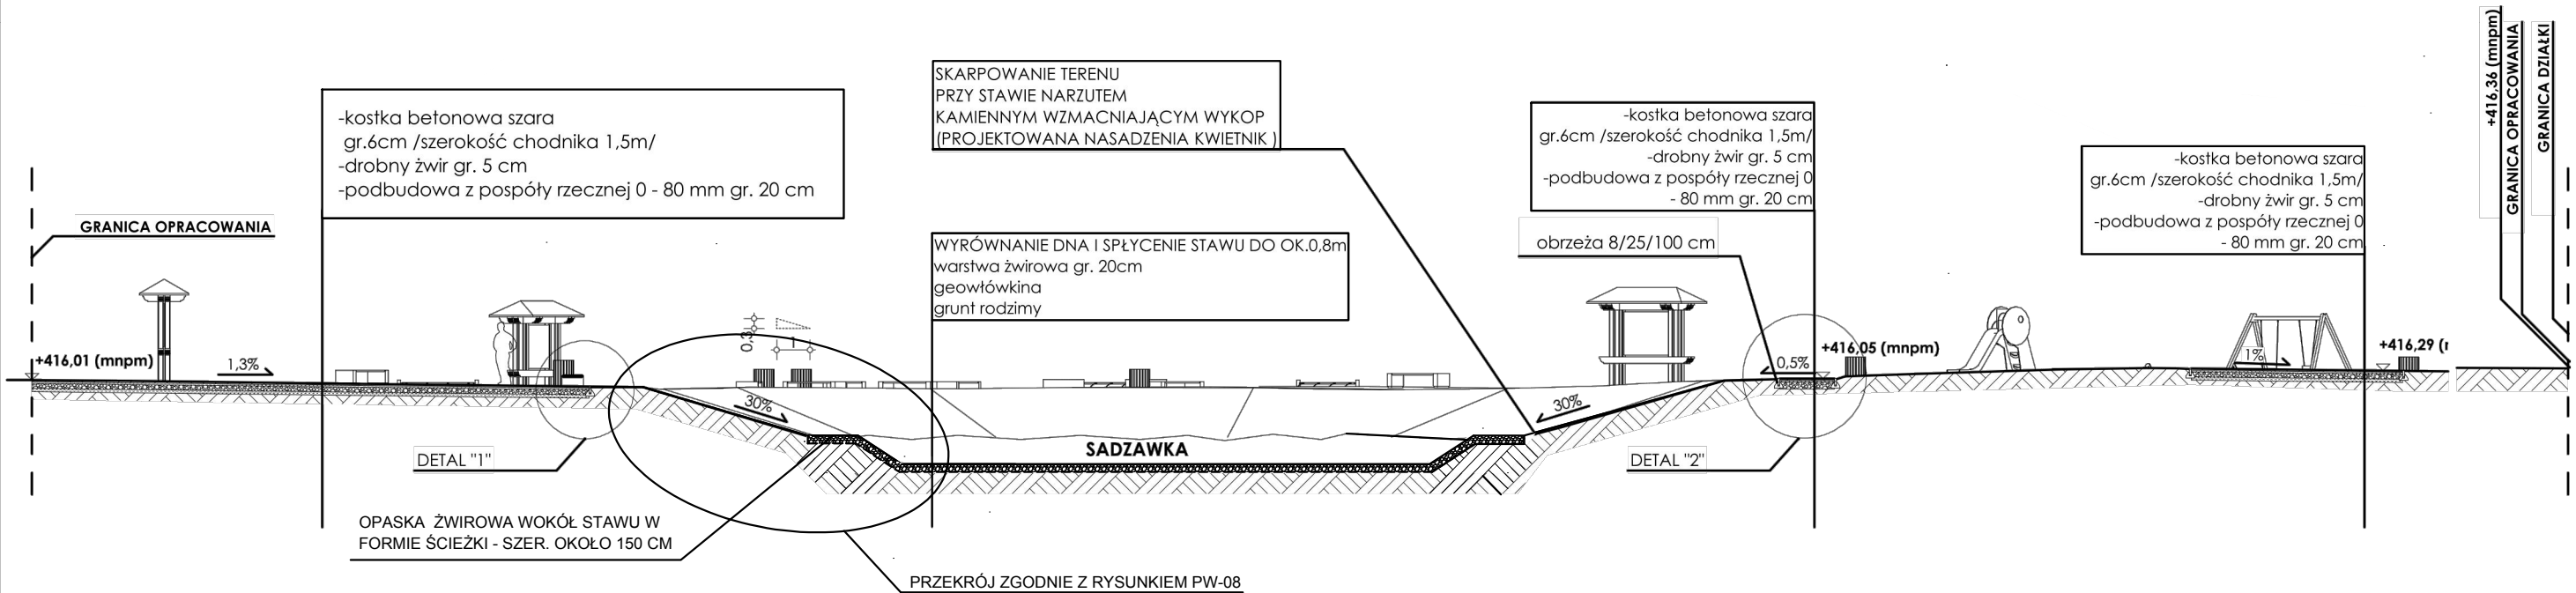 GRANICA OPRACOWANIA
+416,01 (mnpm)
1,3%
-kostka betonowa szara
gr.6cm /szerokość chodnika 1,5m/
-drobny żwir gr. 5 cm
-podbudowa z pospóły rzecznej 0 - 80 mm gr. 20 cm
DETAL "1"
OPASKA ŻWIROWA WOKÓŁ STAWU W
FORMIE ŚCIEŻKI - SZER. OKOŁO 150 CM
0,3
1
30%
SKARPOWANIE TERENU
PRZY STAWIE NARZUTEM
KAMIENNYM WZMACNIAJĄCYM WYKOP
(PROJEKTOWANA NASADZENIA KWIETNIK )
WYRÓWNANIE DNA I SPŁYCENIE STAWU DO OK.0,8m
warstwa żwirowa gr. 20cm
geowłówkina
grunt rodzimy
SADZAWKA
PRZEKRÓJ ZGODNIE Z RYSUNKIEM PW-08
30%
-kostka betonowa szara
gr.6cm /szerokość chodnika 1,5m/
-drobny żwir gr. 5 cm
-podbudowa z pospóły rzecznej 0
- 80 mm gr. 20 cm
obrzeża 8/25/100 cm
0,5%
+416,05 (mnpm)
DETAL "2"
-kostka betonowa szara
gr.6cm /szerokość chodnika 1,5m/
-drobny żwir gr. 5 cm
-podbudowa z pospóły rzecznej 0
- 80 mm gr. 20 cm
1%
+416,29 (r
+416,36 (mnpm)
GRANICA OPRACOWANIA
GRANICA DZIAŁKI